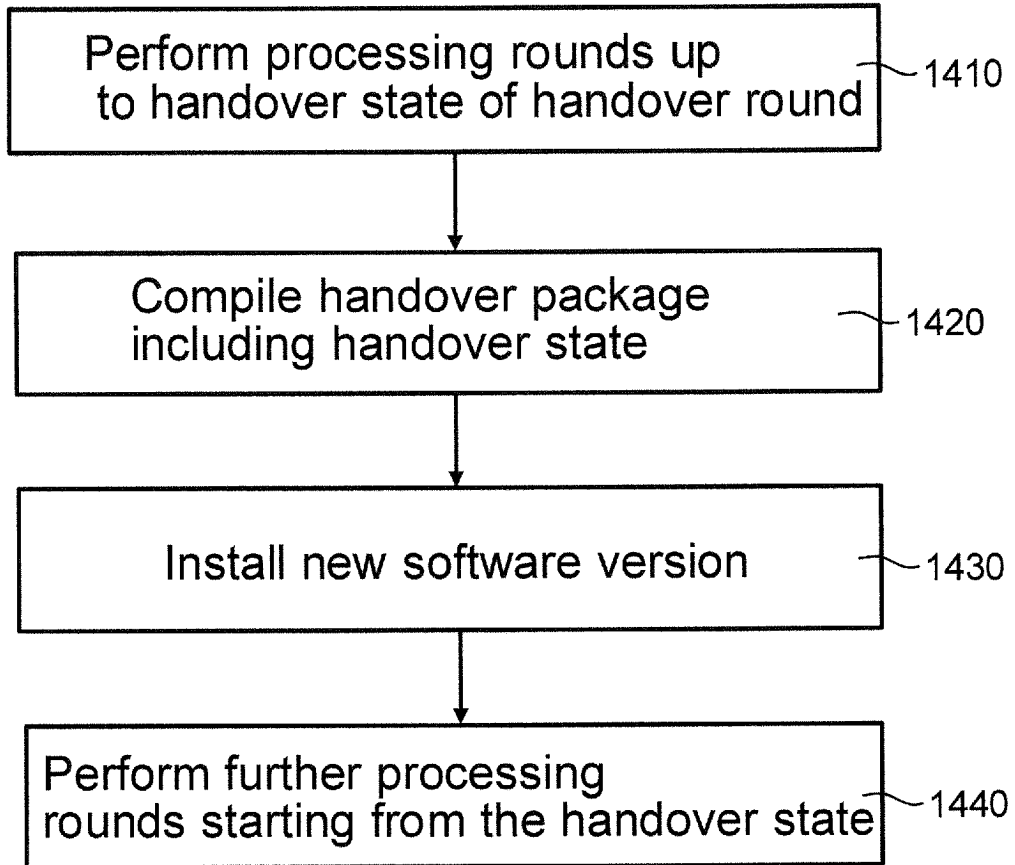 Perform processing rounds up
to handover state of handover round
1410
Compile handover package
including handover state
1420
Install new software version
1430
Perform further processing
rounds starting from the handover state
1440